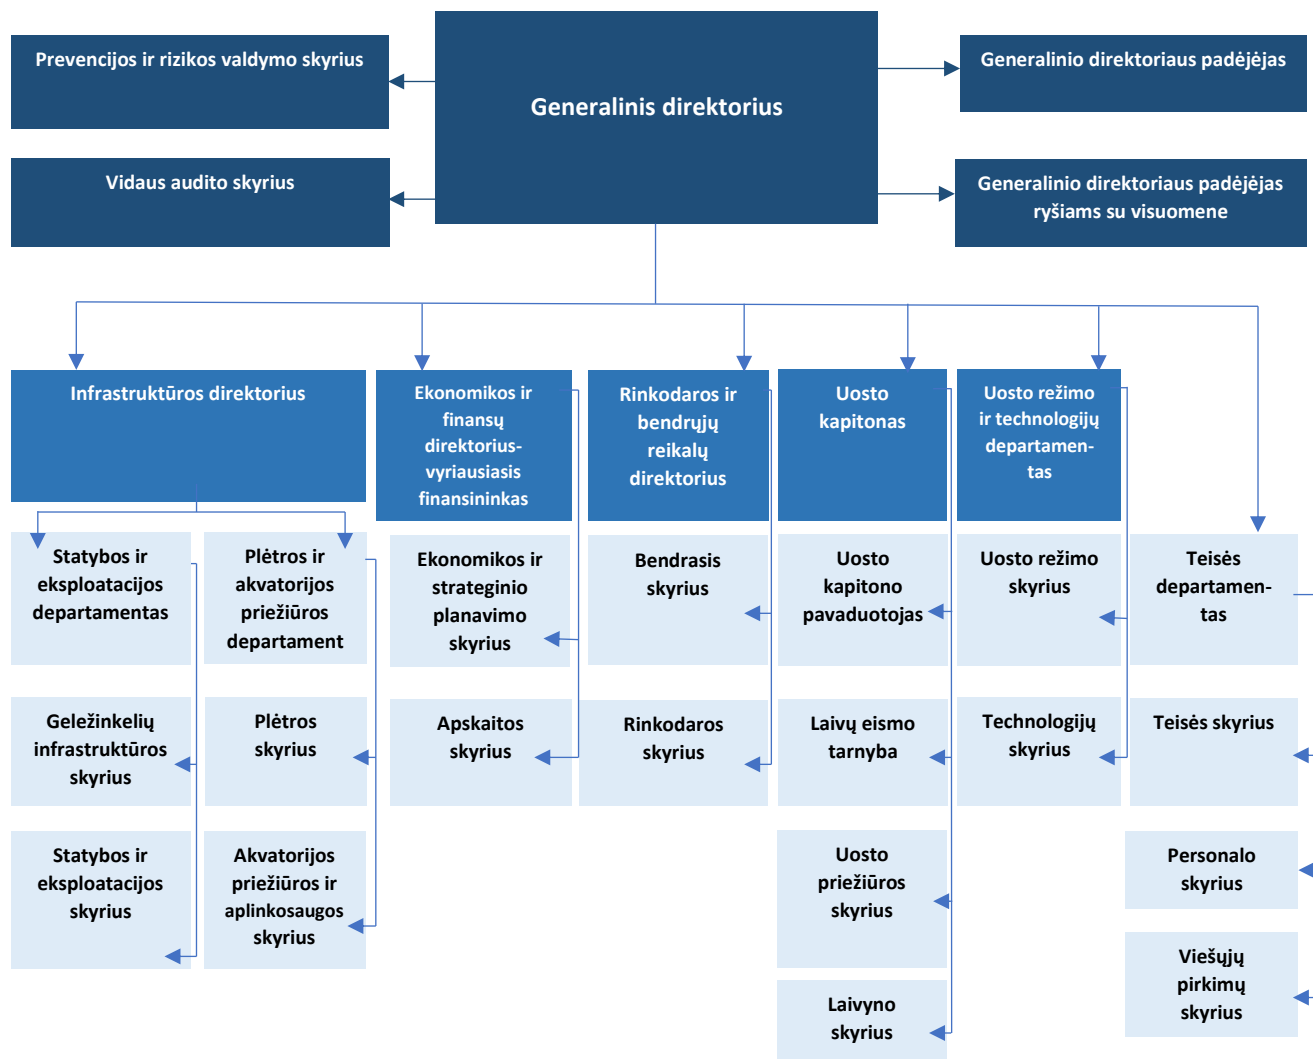 Prevencijos ir rizikos valdymo skyrius
Generalinis direktorius
Generalinio direktoriaus padėjėjas
Vidaus audito skyrius
Generalinio direktoriaus padėjėjas
ryšiams su visuomene
Infrastruktūros direktorius
Ekonomikos ir
finansų
direktorius-
vyriausiasis
finansininkas
Rinkodaros ir
bendrųjų
reikalų
direktorius
Uosto
kapitonas
Uosto režimo
ir technologijų
departamen-
tas
Statybos ir
eksploatacijos
departamentas
Plėtros ir
akvatorijos
priežiūros
department
Ekonomikos ir
strateginio
planavimo
skyrius
Bendrasis
skyrius
Uosto
kapitono
pavaduotojas
Uosto režimo
skyrius
Teisės
departamen-
tas
Geležinkelių
infrastruktūros
skyrius
Plėtros
skyrius
Apskaitos
skyrius
Rinkodaros
skyrius
Laivų eismo
tarnyba
Technologijų
skyrius
Teisės skyrius
Statybos ir
eksploatacijos
skyrius
Akvatorijos
priežiūros ir
aplinkosaugos
skyrius
Uosto
priežiūros
skyrius
Personalo
skyrius
Laivyno
skyrius
Viešųjų
pirkimų
skyrius